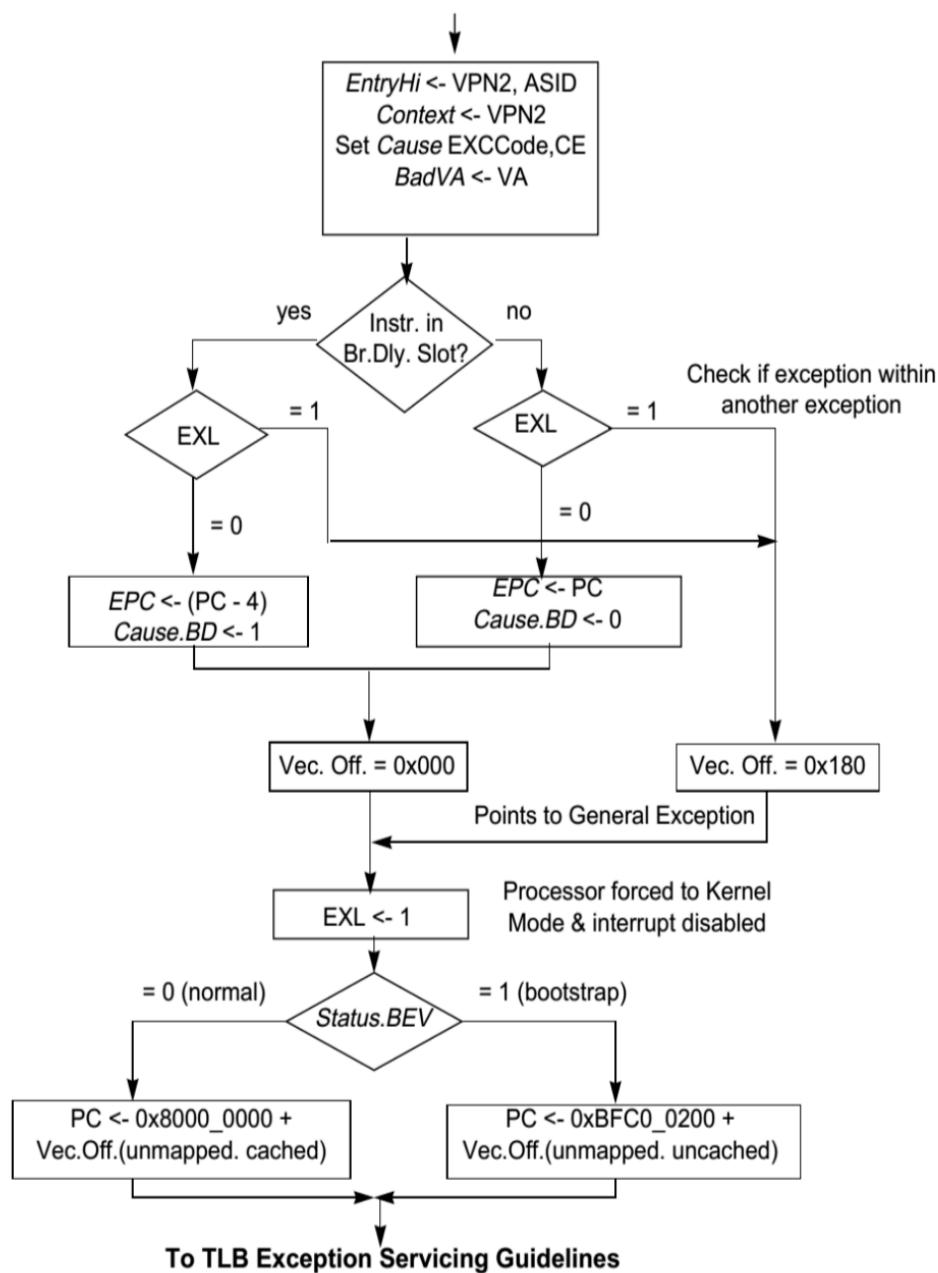 EntryHi <- VPN2, ASID
Context <- VPN2
Set Cause EXCCode,CE
BadVA <- VA
yes
Instr. in
Br.Dly. Slot?
no
Check if exception within
another exception
EXL
= 1
EXL
= 1
= 0
= 0
EPC <- (PC - 4)
Cause.BD <- 1
EPC <- PC
Cause.BD <- 0
Vec. Off. = 0x000
Vec. Off. = 0x180
Points to General Exception
EXL <- 1
Processor forced to Kernel
Mode & interrupt disabled
= 0 (normal)
= 1 (bootstrap)
Status.BEV
PC <- 0x8000_0000 +
Vec.Off.(unmapped. cached)
PC <- 0xBFC0_0200 +
Vec.Off.(unmapped. uncached)
To TLB Exception Servicing Guidelines